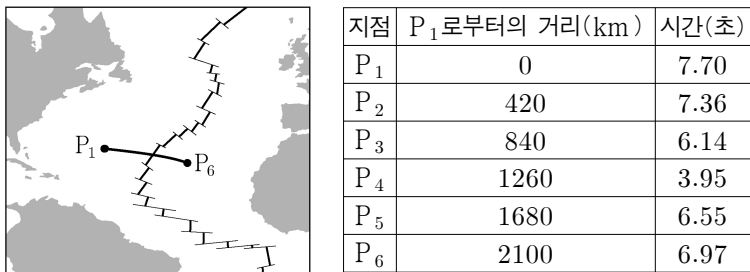 P₁
P₆
지점 P₁로부터의 거리(km) 시간(초)
P₁ 0 7.70
P₂ 420 7.36
P₃ 840 6.14
P₄ 1260 3.95
P₅ 1680 6.55
P₆ 2100 6.97